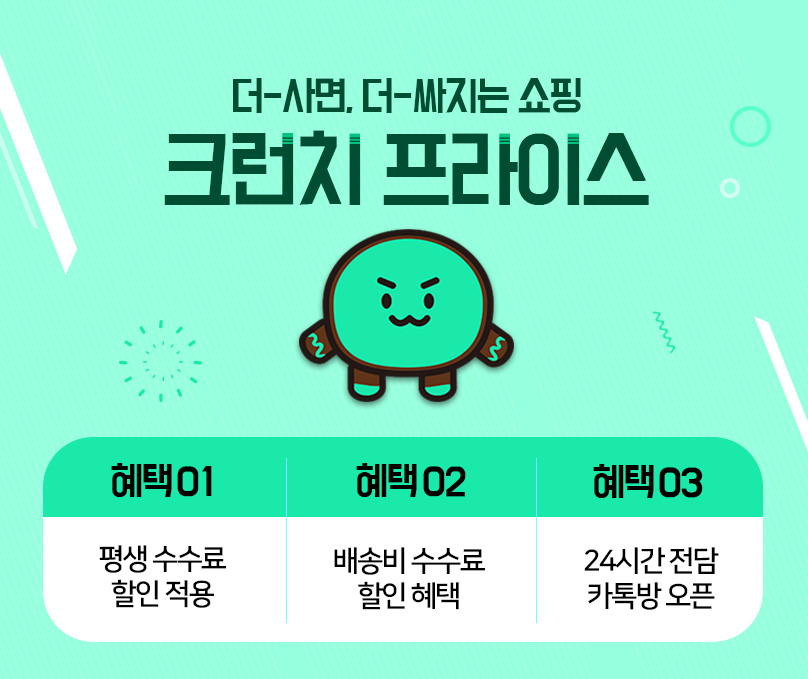 더-사면, 더-싸지는 쇼핑
크런치 프라이스
혜택 01
혜택 02
혜택 03
평생 수수료
할인 적용
배송비 수수료
할인 혜택
24시간 전담
카톡방 오픈